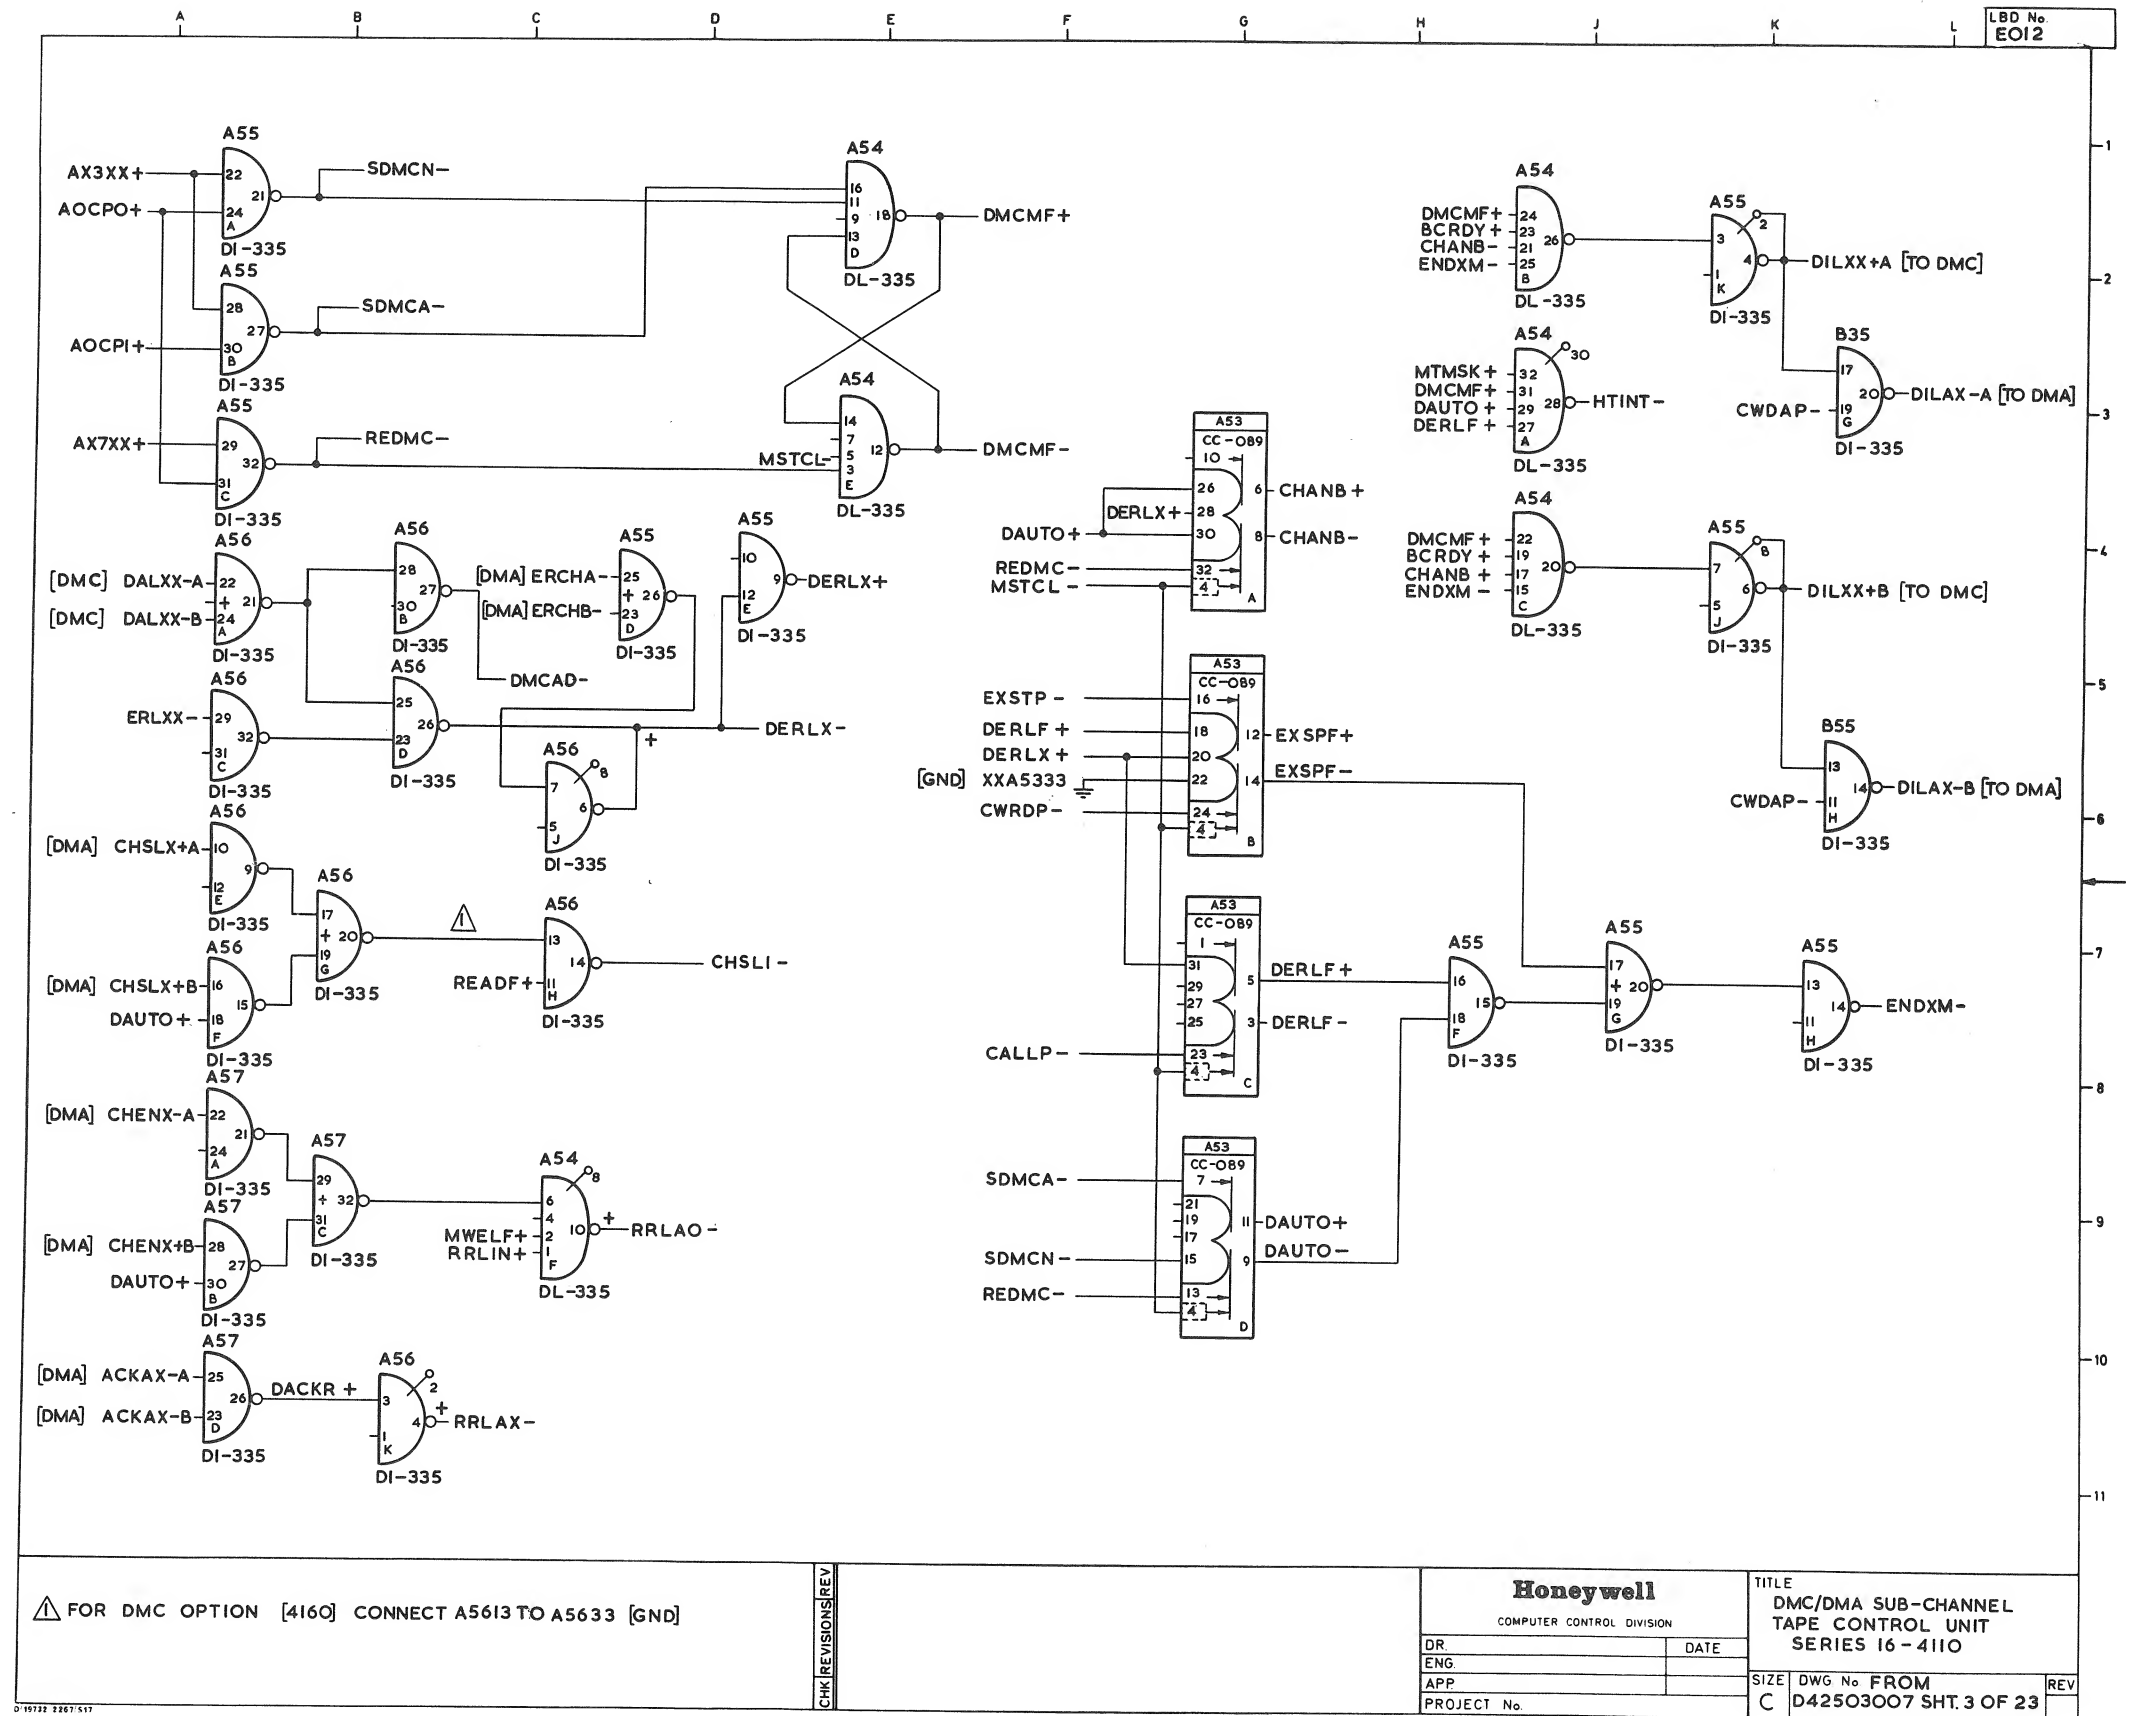 A B C D E F G H J K L
LBD No.
E012
1
2
3
4
5
6
7
8
9
10
11
A55
AX3XX+ 22
21 SDMCN-
AOCPO+ 24
A
DI-335
A55
28
27 SDMCA-
AOCPI+ 30
B
DI-335
A55
AX7XX+ 29
32 REDMC-
31
C
DI-335
A54
16
11
9
13
D
18 DMCMF+
DL-335
A54
14
7
MSTCL- 5
3
E
12 DMCMF-
DL-335
A56
[DMC] DALXX-A 22
+ 21
[DMC] DALXX-B 24
A
DI-335
A56
28
27
30
B
DI-335
DMCAD-
A55
[DMA] ERCHA- 25
+ 26
[DMA] ERCHB- 23
D
DI-335
A55
10
9 DERLX+
12
E
DI-335
A56
ERLXX- 29
32
31
C
DI-335
A56
25
26
23
D
DI-335
+
DERLX-
A56
8
7
6
5
J
DI-335
A56
[DMA] CHSLX+A 10
9
12
E
DI-335
A56
[DMA] CHSLX+B 16
15
DAUTO+ 18
F
DI-335
A56
17
+ 20
19
G
DI-335
1
A56
13
14 CHSLI-
READF+ 11
H
DI-335
A57
[DMA] CHENX-A 22
21
24
A
DI-335
A57
[DMA] CHENX+B 28
27
DAUTO+ 30
B
DI-335
A57
29
+ 32
31
C
DI-335
A54
8
6
4
MWELF+ 2
RRLIN+ 1
F
10 + RRLAO-
DL-335
A57
[DMA] ACKAX-A 25
26 DACKR+
[DMA] ACKAX-B 23
D
DI-335
A56
2
3
4 + RRLAX-
1
K
DI-335
A53
CC-089
10
26
6 CHANB+
DERLX+ 28
DAUTO+ 30
8 CHANB-
REDMC- 32
MSTCL- 4
A
A53
CC-089
EXSTP- 16
DERLF+ 18
12 EXSPF+
DERLX+ 20
[GND] XXA5333 22
14 EXSPF-
CWRDP- 24
4
B
A53
CC-089
1
31
29
27
25
5 DERLF+
3 DERLF-
CALLP- 23
4
C
A53
CC-089
SDMCA- 7
21
19
17
11 DAUTO+
SDMCN- 15
9 DAUTO-
REDMC- 13
4
D
A54
DMCMF+ 24
BCRDY+ 23
CHANB- 21
ENDXM- 25
B
26
DL-335
A55
2
3
4 DILXX+A [TO DMC]
1
K
DI-335
A54
30
MTMSK+ 32
DMCMF+ 31
DAUTO+ 29
DERLF+ 27
A
28 HTINT-
DL-335
B35
17
20 DILAX-A [TO DMA]
CWDAP- 19
G
DI-335
A54
DMCMF+ 22
BCRDY+ 19
CHANB+ 17
ENDXM- 15
C
20
DL-335
A55
8
7
6 DILXX+B [TO DMC]
5
J
DI-335
B55
13
14 DILAX-B [TO DMA]
CWDAP- 11
H
DI-335
A55
16
15
18
F
DI-335
A55
17
+ 20
19
G
DI-335
A55
13
14 ENDXM-
11
H
DI-335
1 FOR DMC OPTION [4160] CONNECT A5613 TO A5633 [GND]
CHK REVISIONS REV
Honeywell
COMPUTER CONTROL DIVISION
DR. DATE
ENG.
APP.
PROJECT No.
TITLE
DMC/DMA SUB-CHANNEL
TAPE CONTROL UNIT
SERIES 16-4110
SIZE DWG No FROM REV
C D42503007 SHT. 3 OF 23
D/19732 2267/517